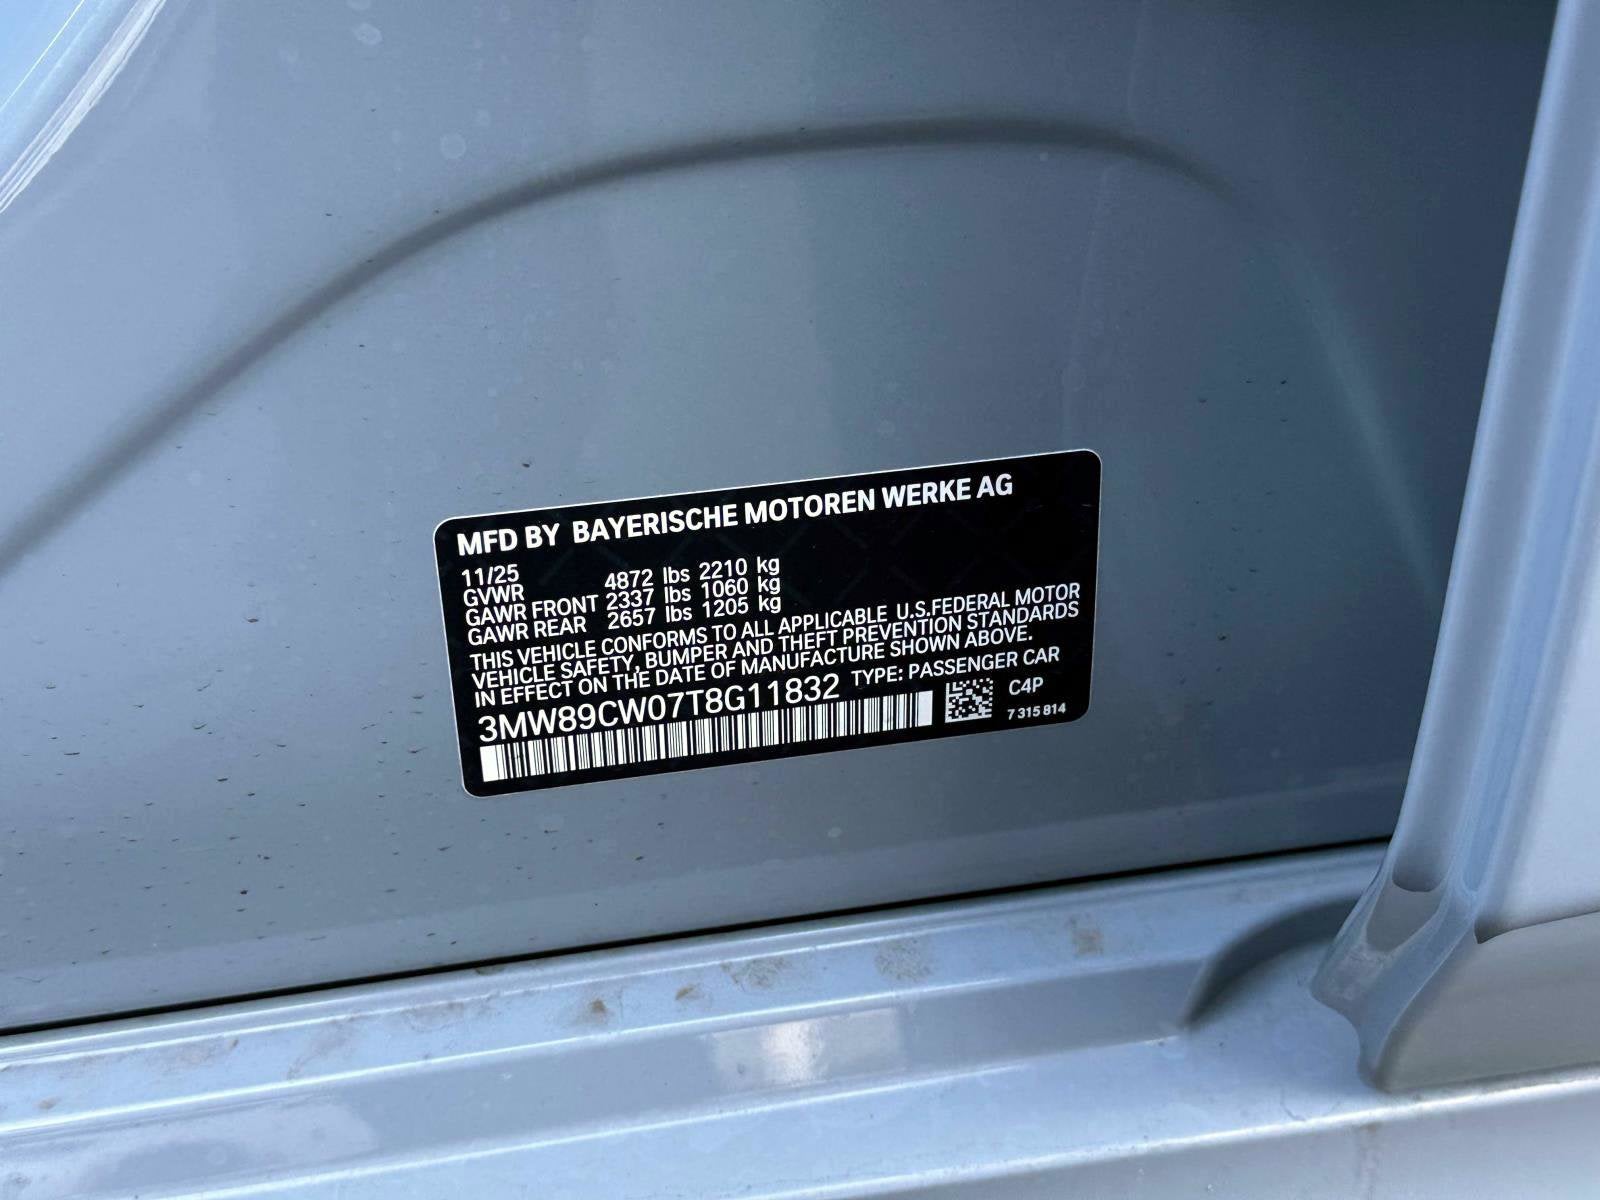 MFD BY BAYERISCHE MOTOREN WERKE AG
11/25
GVWR 4872 lbs 2210 kg
GAWR FRONT 2337 lbs 1060 kg
GAWR REAR 2657 lbs 1205 kg
THIS VEHICLE CONFORMS TO ALL APPLICABLE U.S.FEDERAL MOTOR
VEHICLE SAFETY, BUMPER AND THEFT PREVENTION STANDARDS
IN EFFECT ON THE DATE OF MANUFACTURE SHOWN ABOVE.
3MW89CW07T8G11832 TYPE: PASSENGER CAR
C4P
7 315 814